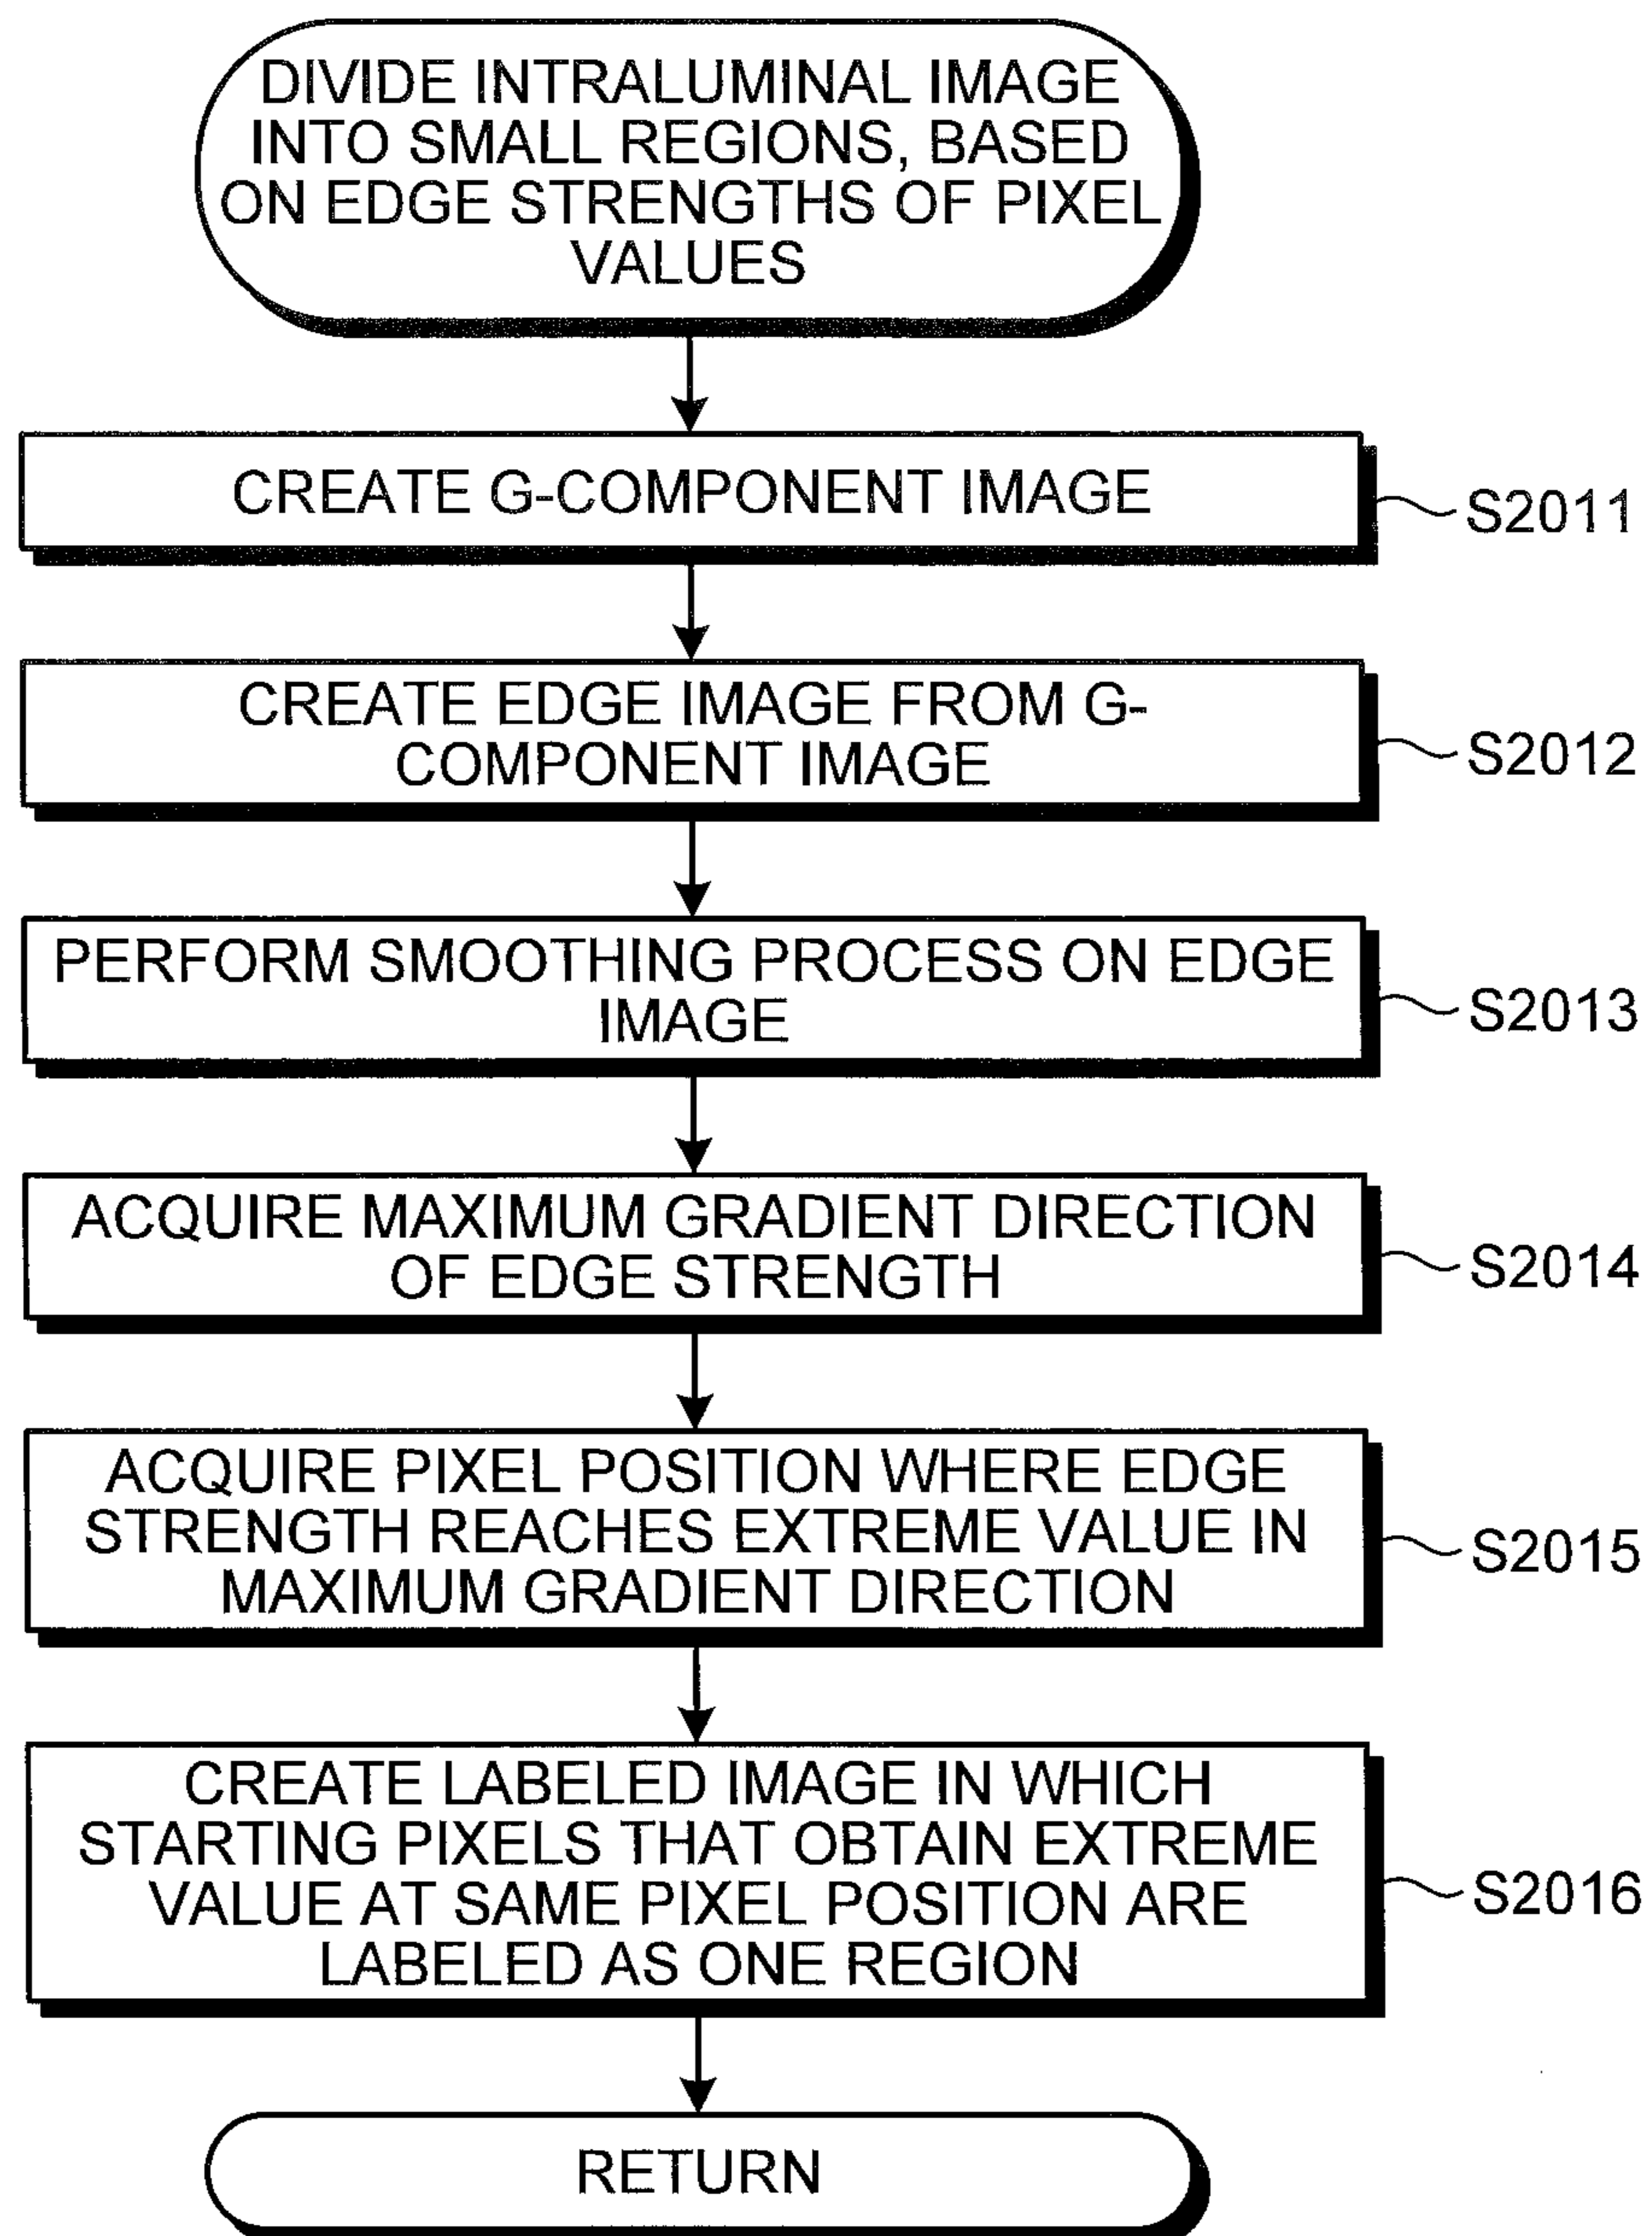 DIVIDE INTRALUMINAL IMAGE
INTO SMALL REGIONS, BASED
ON EDGE STRENGTHS OF PIXEL
VALUES
CREATE G-COMPONENT IMAGE
S2011
CREATE EDGE IMAGE FROM G-
COMPONENT IMAGE
S2012
PERFORM SMOOTHING PROCESS ON EDGE
IMAGE
S2013
ACQUIRE MAXIMUM GRADIENT DIRECTION
OF EDGE STRENGTH
S2014
ACQUIRE PIXEL POSITION WHERE EDGE
STRENGTH REACHES EXTREME VALUE IN
MAXIMUM GRADIENT DIRECTION
S2015
CREATE LABELED IMAGE IN WHICH
STARTING PIXELS THAT OBTAIN EXTREME
VALUE AT SAME PIXEL POSITION ARE
LABELED AS ONE REGION
S2016
RETURN